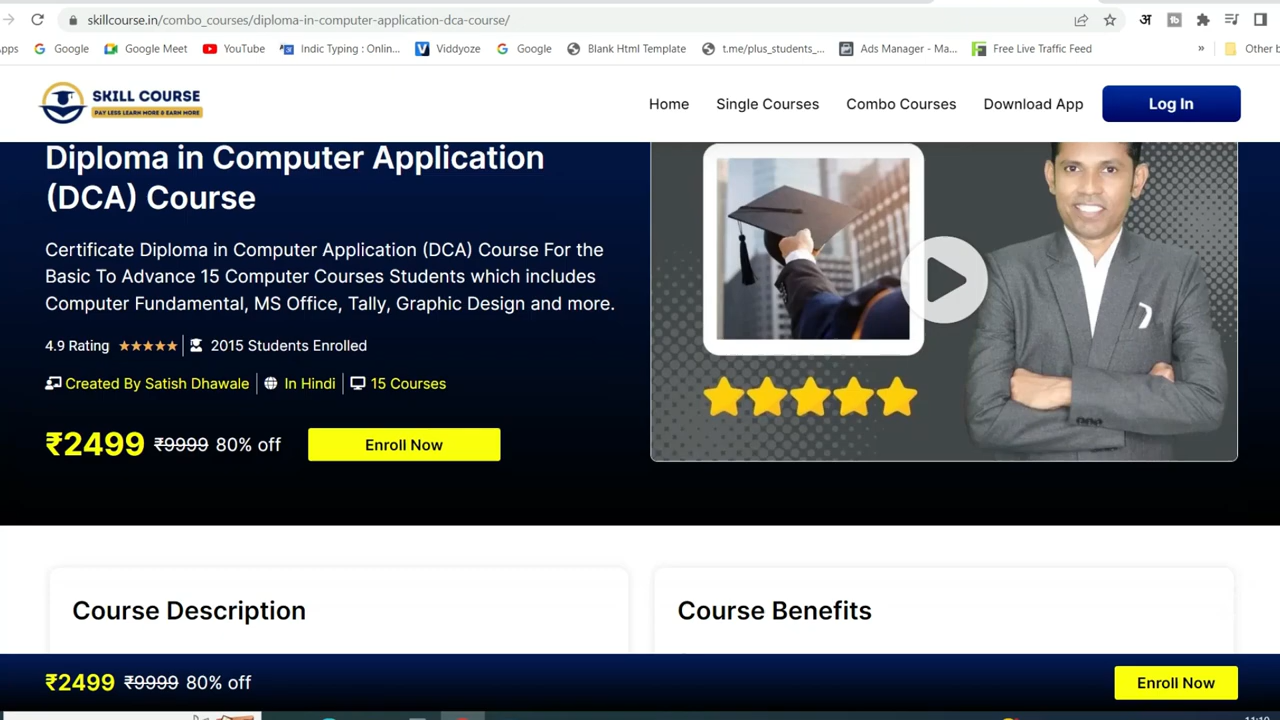 skillcourse.in/combo_courses/diploma-in-computer-application-dca-course/
अ
pps Google Google Meet YouTube Indic Typing : Onlin... Viddyoze Google Blank Html Template t.me/plus_students_... Ads Manager - Ma... Free Live Traffic Feed » Other b
SKILL COURSE
PAY LESS LEARN MORE & EARN MORE
Home Single Courses Combo Courses Download App Log In
Diploma in Computer Application
(DCA) Course
Certificate Diploma in Computer Application (DCA) Course For the
Basic To Advance 15 Computer Courses Students which includes
Computer Fundamental, MS Office, Tally, Graphic Design and more.
4.9 Rating 2015 Students Enrolled
Created By Satish Dhawale In Hindi 15 Courses
₹2499 ₹9999 80% off Enroll Now
Course Description
Course Benefits
₹2499 ₹9999 80% off Enroll Now